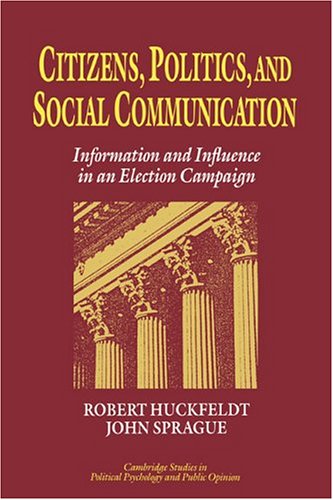 CITIZENS, POLITICS, AND
SOCIAL COMMUNICATION
Information and Influence
in an Election Campaign
ROBERT HUCKFELDT
JOHN SPRAGUE
Cambridge Studies in
Political Psychology and Public Opinion